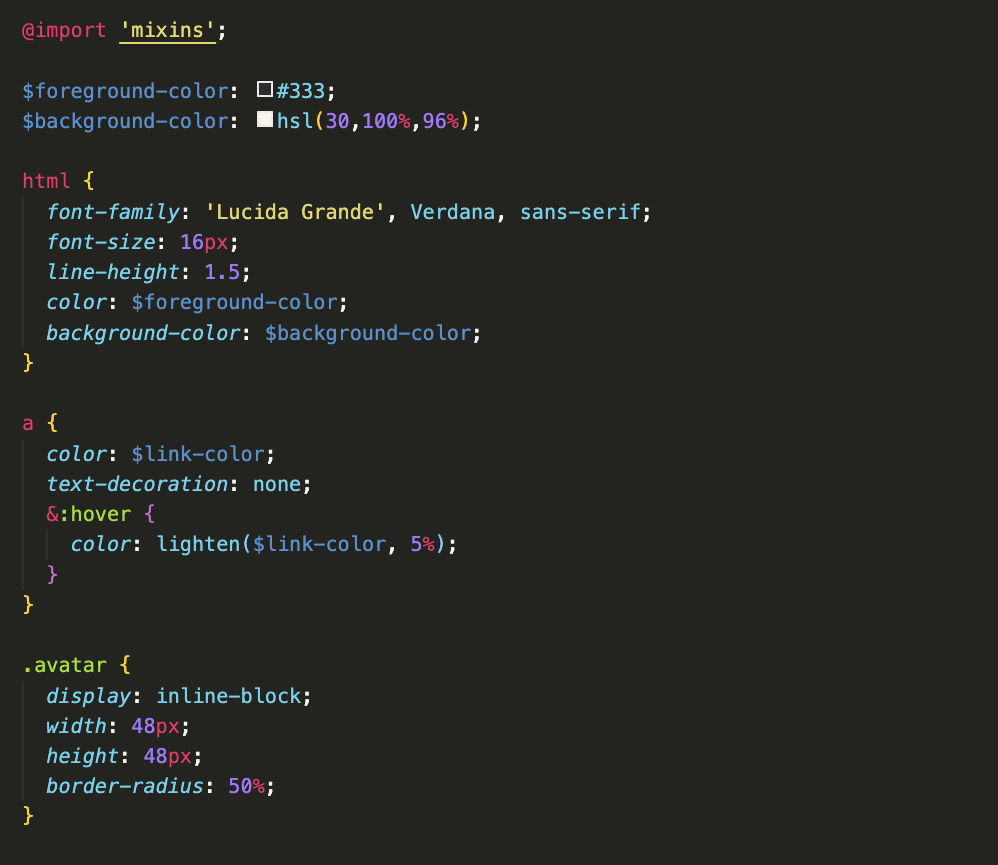 @import 'mixins';

$foreground-color: #333;
$background-color: hsl(30,100%,96%);

html {
  font-family: 'Lucida Grande', Verdana, sans-serif;
  font-size: 16px;
  line-height: 1.5;
  color: $foreground-color;
  background-color: $background-color;
}

a {
  color: $link-color;
  text-decoration: none;
  &:hover {
    color: lighten($link-color, 5%);
  }
}

.avatar {
  display: inline-block;
  width: 48px;
  height: 48px;
  border-radius: 50%;
}